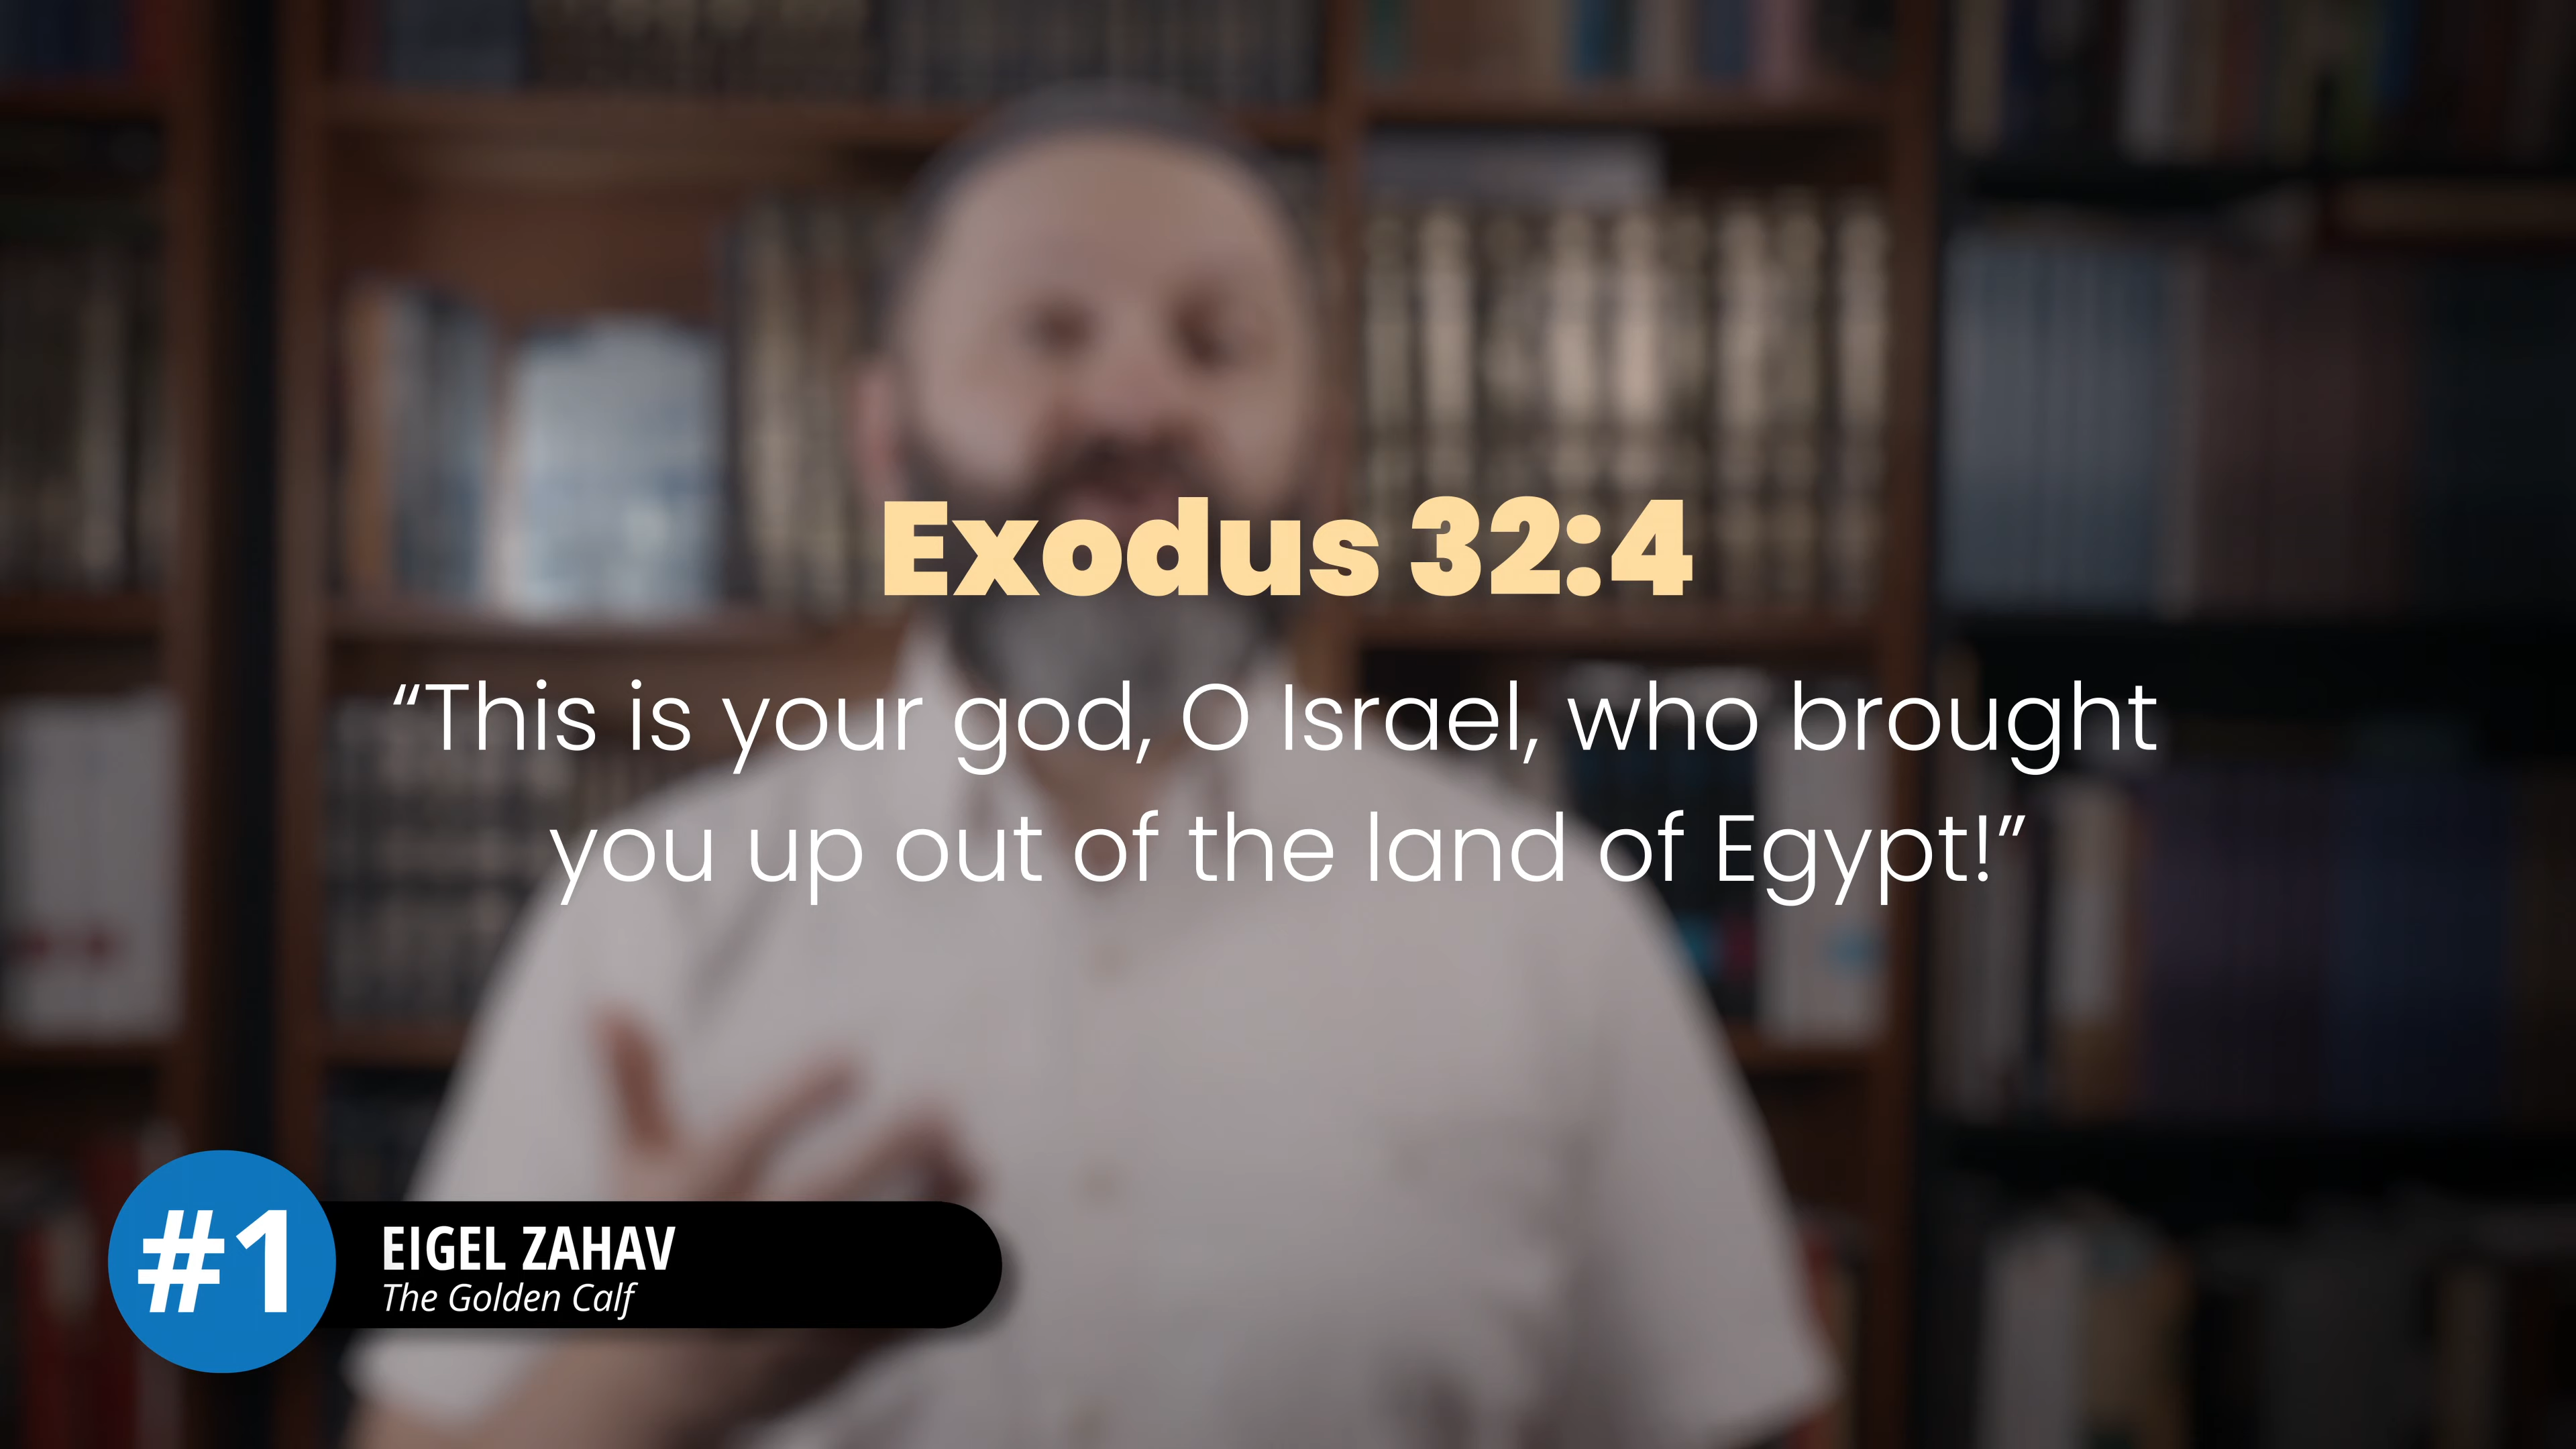 Exodus 32:4
“This is your god, O Israel, who brought
you up out of the land of Egypt!”
#1
EIGEL ZAHAV
The Golden Calf